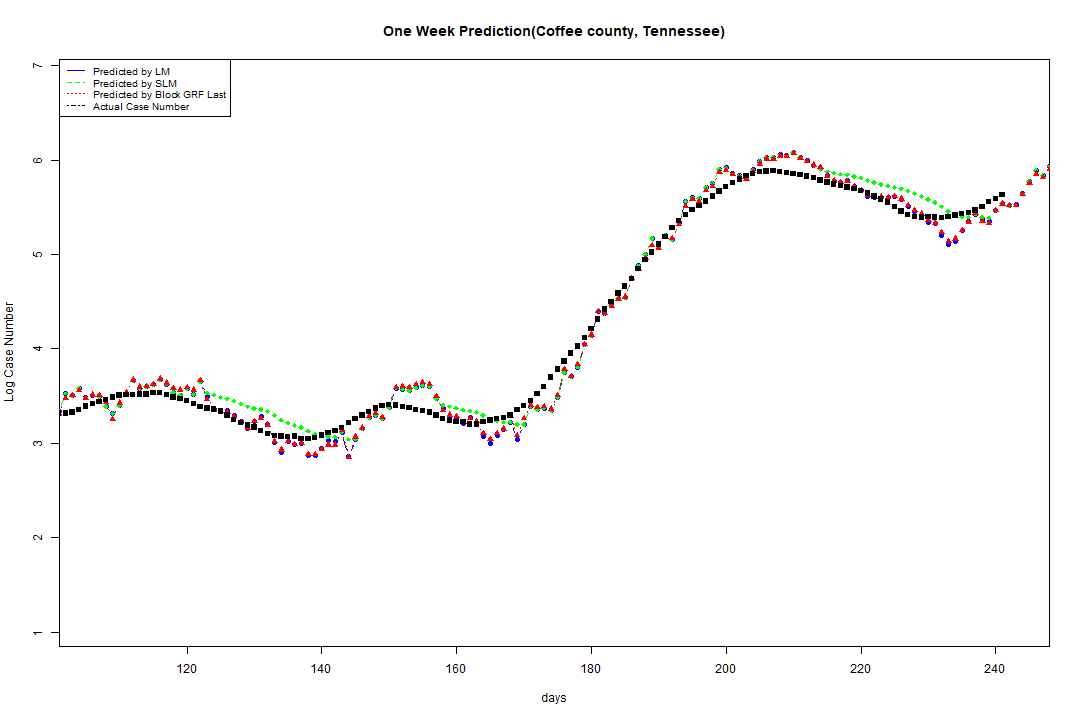 One Week Prediction(Coffee county, Tennessee)
Predicted by LM
Predicted by SLM
Predicted by Block GRF Last
Actual Case Number
7
6
5
4
3
2
1
Log Case Number
120 140 160 180 200 220 240
days